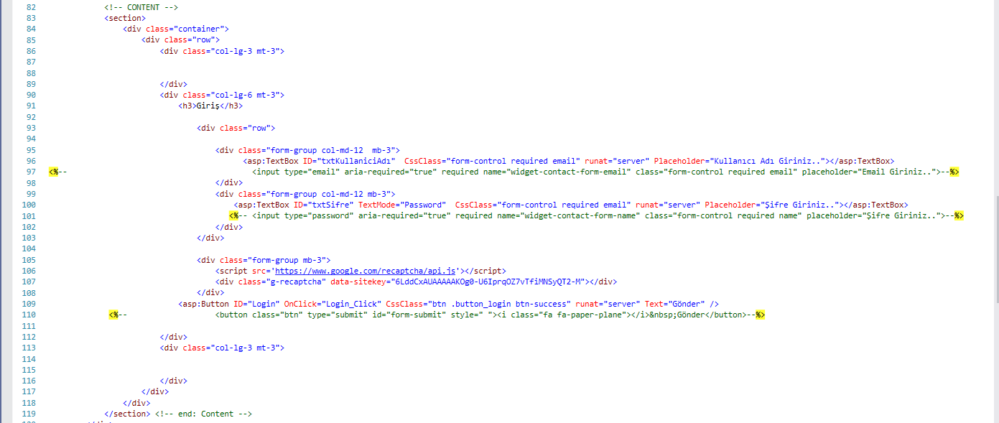 82 <!-- CONTENT -->
83 <section>
84 <div class="container">
85 <div class="row">
86 <div class="col-lg-3 mt-3">
87
88
89 </div>
90 <div class="col-lg-6 mt-3">
91 <h3>Giriş</h3>
92
93 <div class="row">
94
95 <div class="form-group col-md-12  mb-3">
96 <asp:TextBox ID="txtKullaniciAdı"  CssClass="form-control required email" runat="server" Placeholder="Kullanıcı Adı Giriniz.."></asp:TextBox>
97 <%-- <input type="email" aria-required="true" required name="widget-contact-form-email" class="form-control required email" placeholder="Email Giriniz..">--%>
98 </div>
99 <div class="form-group col-md-12 mb-3">
100 <asp:TextBox ID="txtSifre" TextMode="Password"  CssClass="form-control required email" runat="server" Placeholder="Şifre Giriniz.."></asp:TextBox>
101 <%-- <input type="password" aria-required="true" required name="widget-contact-form-name" class="form-control required name" placeholder="Şifre Giriniz..">--%>
102 </div>
103 </div>
104
105 <div class="form-group mb-3">
106 <script src='https://www.google.com/recaptcha/api.js'></script>
107 <div class="g-recaptcha" data-sitekey="6LddCxAUAAAAAKOg0-U6IprqOZ7vTfiMNSyQT2-M"></div>
108 </div>
109 <asp:Button ID="Login" OnClick="Login_Click" CssClass="btn .button_login btn-success" runat="server" Text="Gönder" />
110 <%-- <button class="btn" type="submit" id="form-submit" style=" "><i class="fa fa-paper-plane"></i>&nbsp;Gönder</button>--%>
111
112 </div>
113 <div class="col-lg-3 mt-3">
114
115
116 </div>
117 </div>
118 </div>
119 </section> <!-- end: Content -->